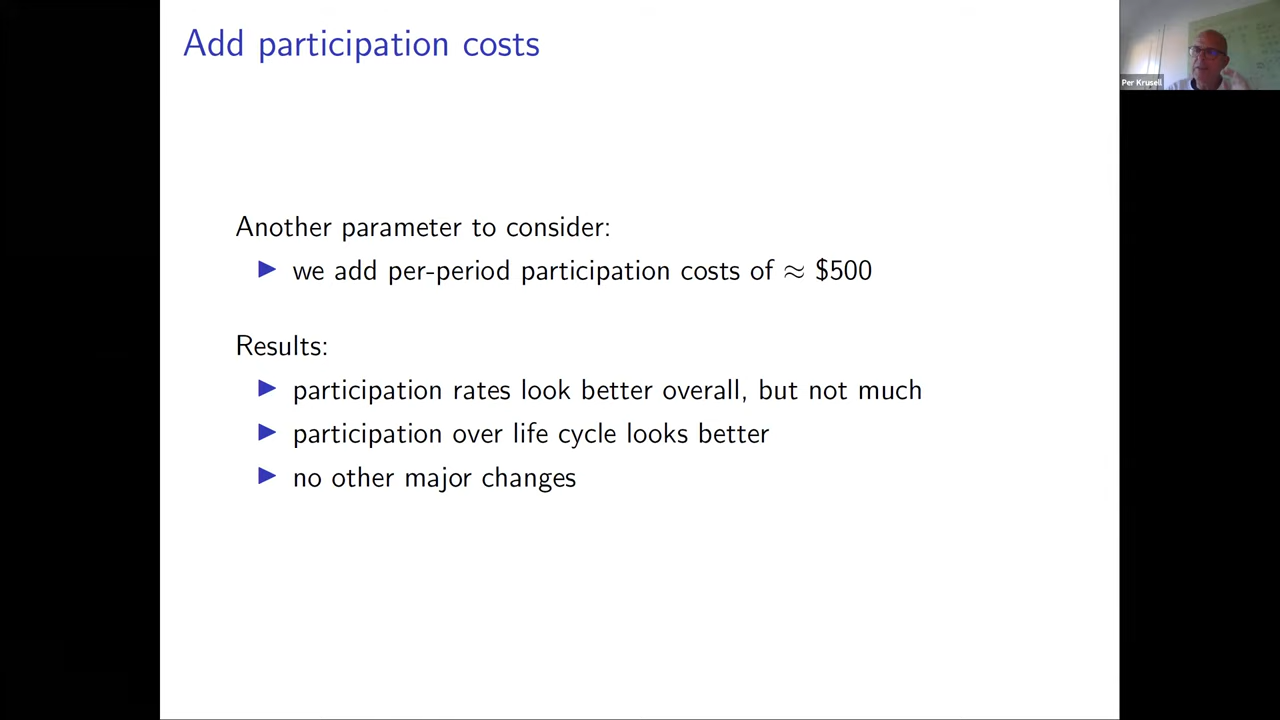 Add participation costs
Per Krusell
Another parameter to consider:
▶ we add per-period participation costs of ≈ $500
Results:
▶ participation rates look better overall, but not much
▶ participation over life cycle looks better
▶ no other major changes